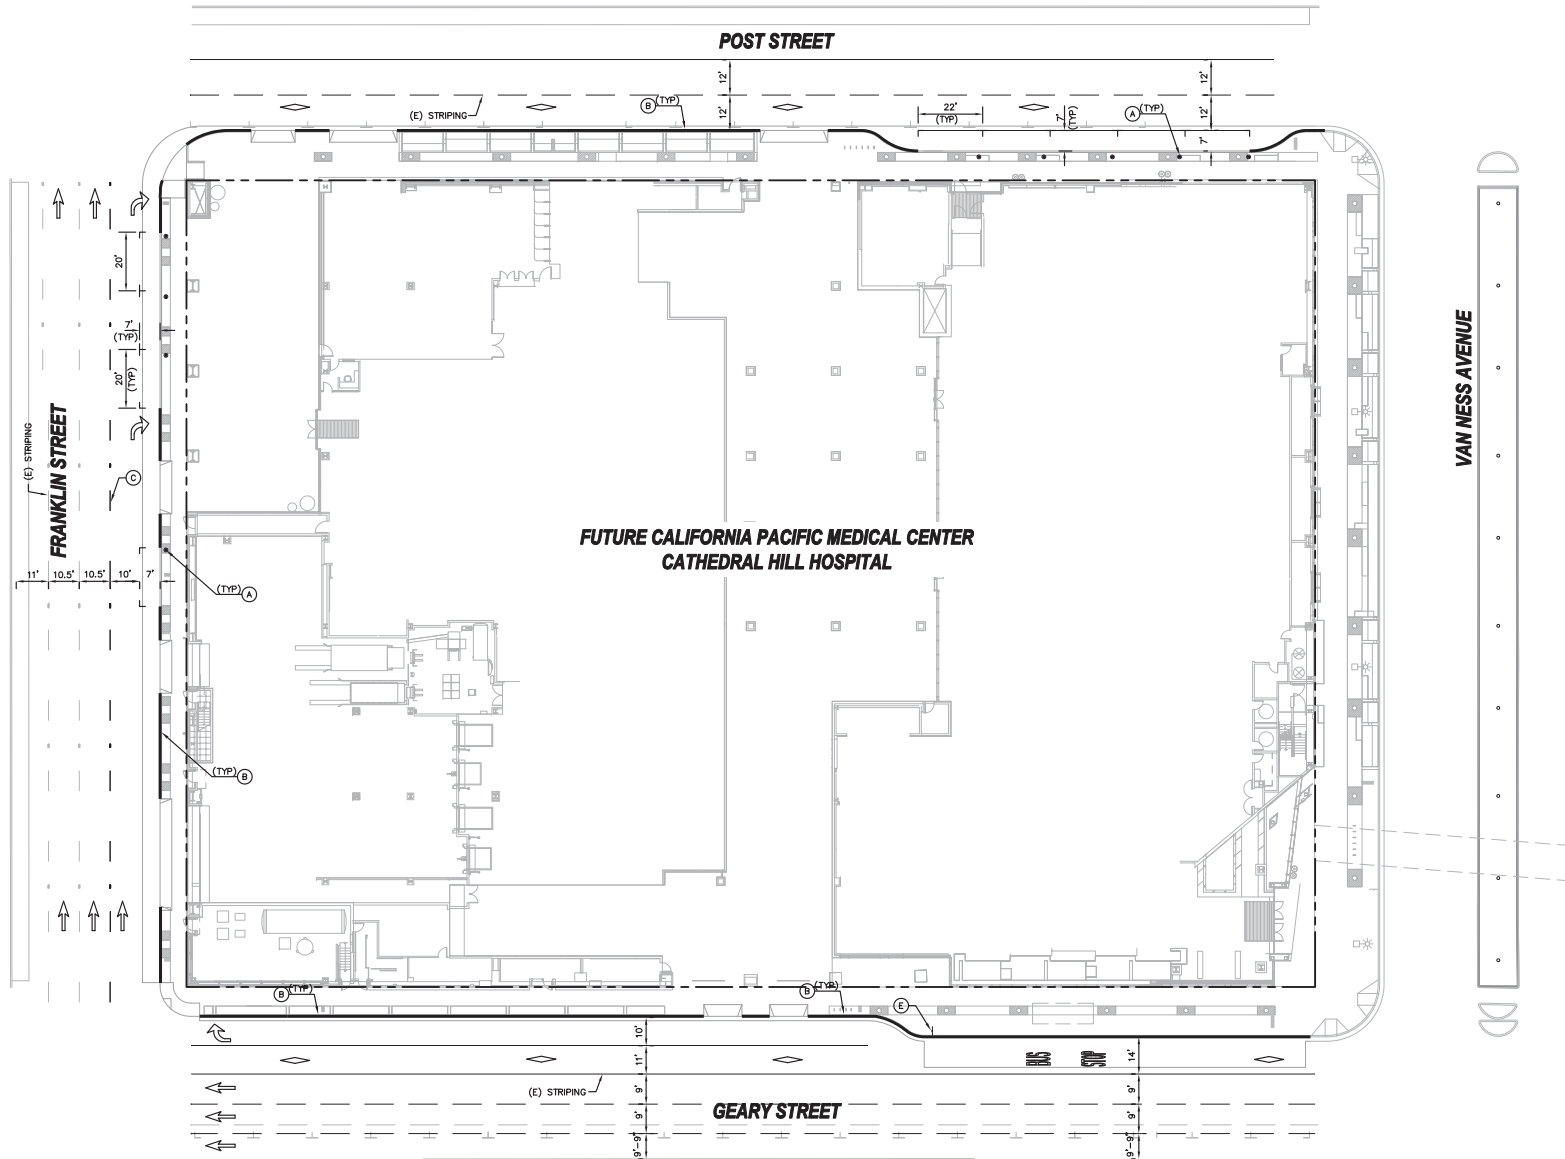 POST STREET
12'
12'
12'
12'
(E) STRIPING
B
(TYP)
22'
(TYP)
7'
(TYP)
A
(TYP)
7'
20'
7'
(TYP)
20'
(TYP)
(E) STRIPING
FRANKLIN STREET
C
VAN NESS AVENUE
FUTURE CALIFORNIA PACIFIC MEDICAL CENTER
CATHEDRAL HILL HOSPITAL
11'
10.5'
10.5'
10'
7'
(TYP)
A
(TYP)
B
B
(TYP)
B
(TYP)
E
10'
11'
BUS
STOP
14'
(E) STRIPING
9'
9'
GEARY STREET
9'
9'
9'-9"
9'-9"